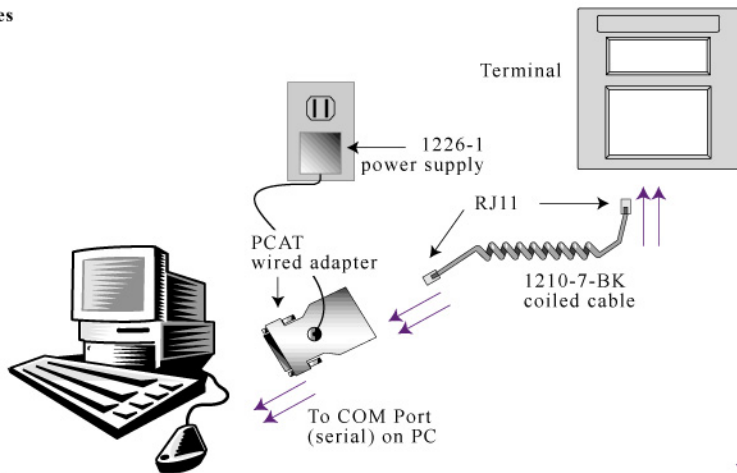 es
Terminal
1226-1
power supply
RJ11
PCAT
wired adapter
1210-7-BK
coiled cable
To COM Port
(serial) on PC